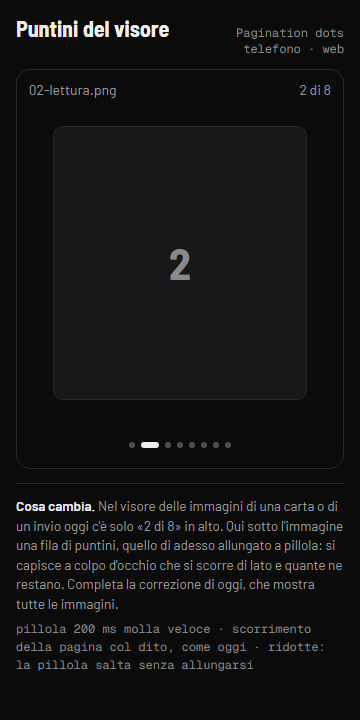 Puntini del visore
Pagination dots
telefono · web
02-lettura.png
2 di 8
2
Cosa cambia. Nel visore delle immagini di una carta o di
un invio oggi c'è solo «2 di 8» in alto. Qui sotto l'immagine
una fila di puntini, quello di adesso allungato a pillola: si
capisce a colpo d'occhio che si scorre di lato e quante ne
restano. Completa la correzione di oggi, che mostra
tutte le immagini.
pillola 200 ms molla veloce · scorrimento
della pagina col dito, come oggi · ridotte:
la pillola salta senza allungarsi